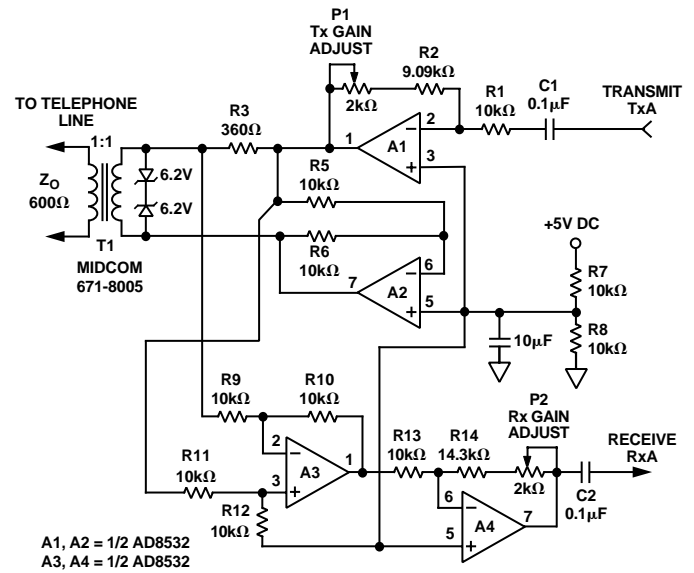 P1
Tx GAIN
ADJUST
2kΩ
R2
9.09kΩ
R1
10kΩ
C1
0.1μF
TRANSMIT
TxA
TO TELEPHONE
LINE
1:1
ZO
600Ω
T1
MIDCOM
671-8005
6.2V
6.2V
R3
360Ω
1
A1
2
3
R5
10kΩ
R6
10kΩ
7
A2
6
5
+5V DC
R7
10kΩ
R8
10kΩ
10μF
R9
10kΩ
R10
10kΩ
R11
10kΩ
R12
10kΩ
2
3
A3
1
R13
10kΩ
R14
14.3kΩ
P2
Rx GAIN
ADJUST
2kΩ
6
5
A4
7
C2
0.1μF
RECEIVE
RxA
A1, A2 = 1/2 AD8532
A3, A4 = 1/2 AD8532